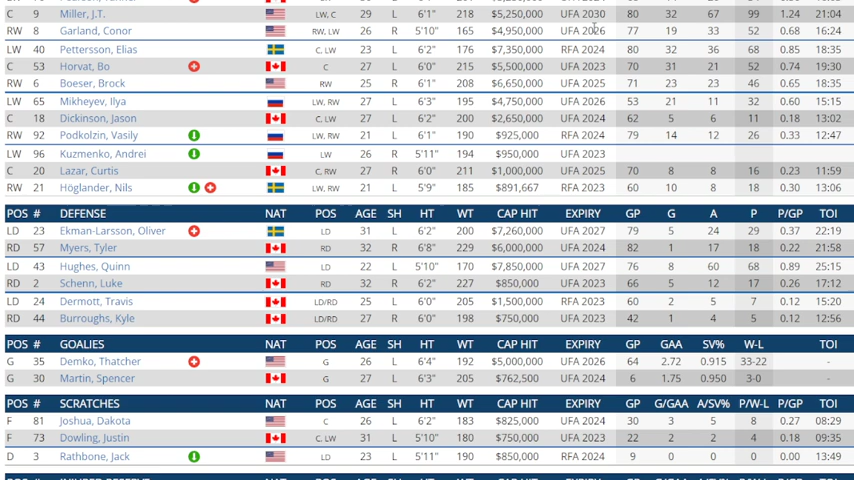 C 9 Miller, J.T. LW, C 29 L 6'1" 218 $5,250,000 UFA 2030 80 32 67 99 1.24 21:04
RW 8 Garland, Conor RW, LW 26 R 5'10" 165 $4,950,000 UFA 2026 77 19 33 52 0.68 16:24
LW 40 Pettersson, Elias C, LW 23 L 6'2" 176 $7,350,000 RFA 2024 80 32 36 68 0.85 18:35
C 53 Horvat, Bo C 27 L 6'0" 215 $5,500,000 UFA 2023 70 31 21 52 0.74 19:30
RW 6 Boeser, Brock RW 25 R 6'1" 208 $6,650,000 UFA 2025 71 23 23 46 0.65 18:35
LW 65 Mikheyev, Ilya LW, RW 27 L 6'3" 195 $4,750,000 UFA 2026 53 21 11 32 0.60 15:15
C 18 Dickinson, Jason C, LW 27 L 6'2" 200 $2,650,000 UFA 2024 62 5 6 11 0.18 13:02
RW 92 Podkolzin, Vasily LW, RW 21 L 6'1" 190 $925,000 RFA 2024 79 14 12 26 0.33 12:47
LW 96 Kuzmenko, Andrei LW 26 R 5'11" 194 $950,000 UFA 2023
C 20 Lazar, Curtis C, RW 27 R 6'0" 211 $1,000,000 UFA 2025 70 8 8 16 0.23 11:59
RW 21 Höglander, Nils LW, RW 21 L 5'9" 185 $891,667 RFA 2023 60 10 8 18 0.30 13:06
POS # DEFENSE NAT POS AGE SH HT WT CAP HIT EXPIRY GP G A P P/GP TOI
LD 23 Ekman-Larsson, Oliver LD 31 L 6'2" 200 $7,260,000 UFA 2027 79 5 24 29 0.37 22:19
RD 57 Myers, Tyler RD 32 R 6'8" 229 $6,000,000 UFA 2024 82 1 17 18 0.22 21:58
LD 43 Hughes, Quinn LD 22 L 5'10" 170 $7,850,000 UFA 2027 76 8 60 68 0.89 25:15
RD 2 Schenn, Luke RD 32 R 6'2" 227 $850,000 UFA 2023 66 5 12 17 0.26 17:12
LD 24 Dermott, Travis LD/RD 25 L 6'0" 205 $1,500,000 RFA 2023 60 2 5 7 0.12 15:20
RD 44 Burroughs, Kyle LD/RD 27 R 6'0" 198 $750,000 UFA 2023 42 1 4 5 0.12 12:56
POS # GOALIES NAT POS AGE SH HT WT CAP HIT EXPIRY GP GAA SV% W-L TOI
G 35 Demko, Thatcher G 26 L 6'4" 192 $5,000,000 UFA 2026 64 2.72 0.915 33-22 -
G 30 Martin, Spencer G 27 L 6'3" 205 $762,500 UFA 2024 6 1.75 0.950 3-0 -
POS # SCRATCHES NAT POS AGE SH HT WT CAP HIT EXPIRY GP G/GAA A/SV% P/W-L P/GP TOI
F 81 Joshua, Dakota C 26 L 6'2" 183 $825,000 UFA 2024 30 3 5 8 0.27 08:29
F 73 Dowling, Justin C, LW 31 L 5'10" 180 $750,000 UFA 2023 22 2 2 4 0.18 09:35
D 3 Rathbone, Jack LD 23 L 5'11" 190 $850,000 RFA 2024 9 0 0 0 0.00 13:49